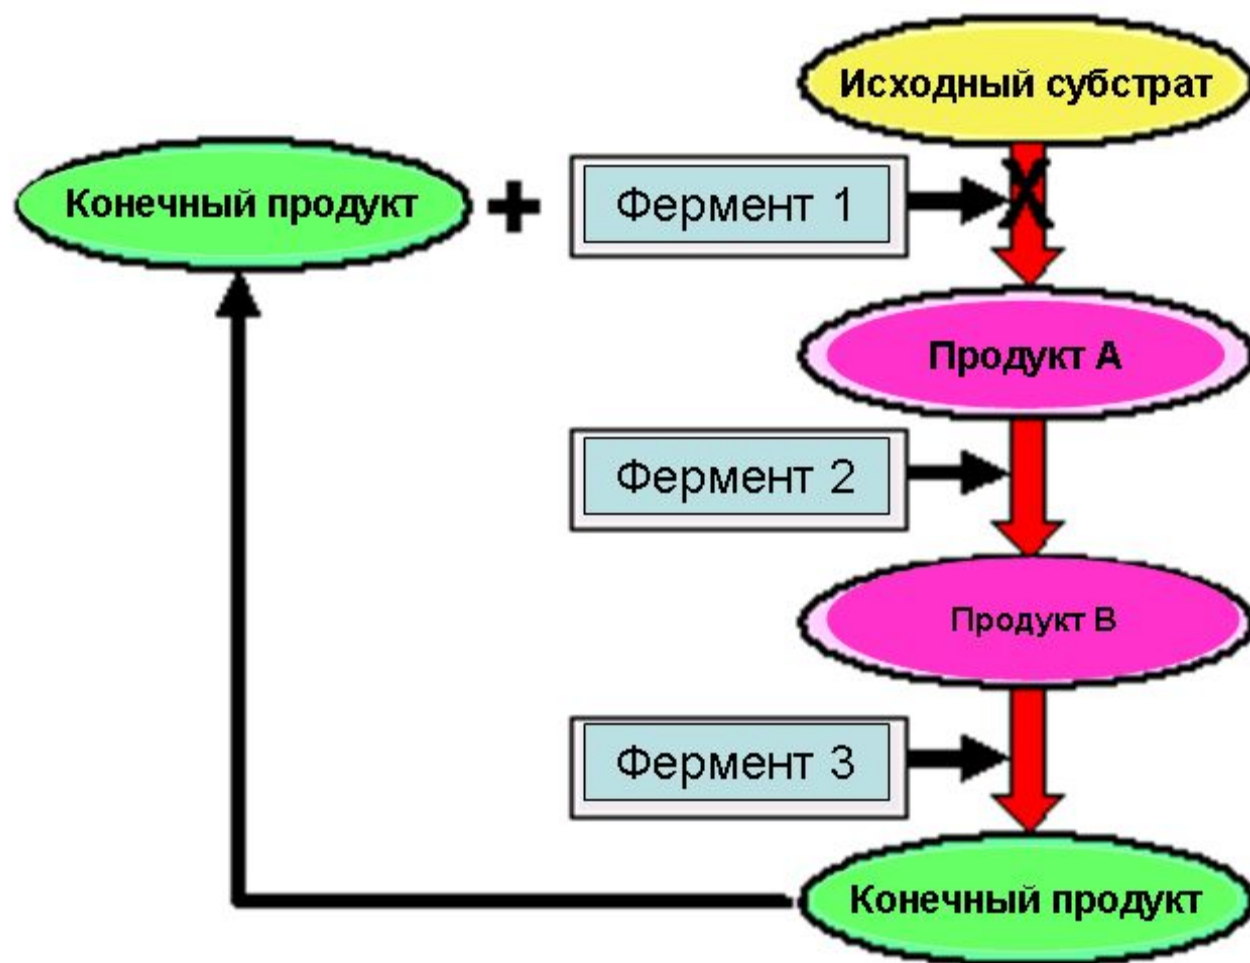 Исходный субстрат
Конечный продукт
+
Фермент 1
Продукт А
Фермент 2
Продукт В
Фермент 3
Конечный продукт